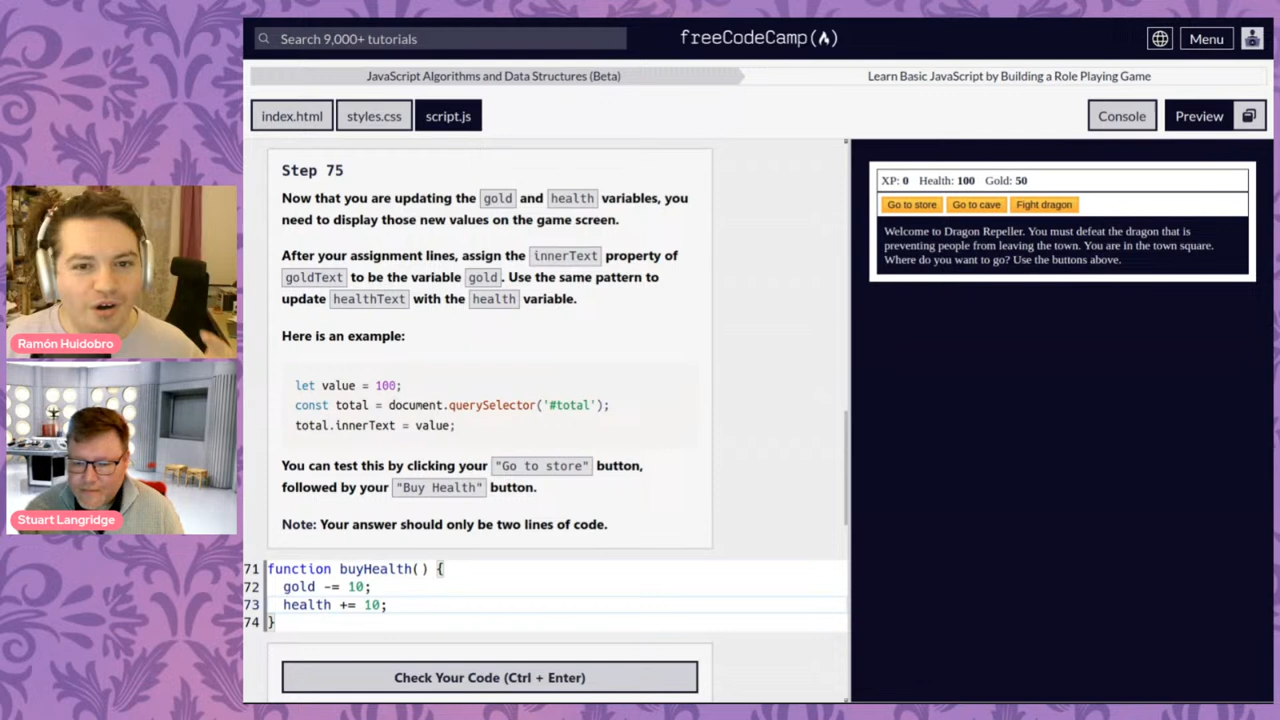 Search 9,000+ tutorials
freeCodeCamp
Menu
JavaScript Algorithms and Data Structures (Beta)
Learn Basic JavaScript by Building a Role Playing Game
index.html
styles.css
script.js
Console
Preview
Step 75
Now that you are updating the gold and health variables, you
need to display those new values on the game screen.
After your assignment lines, assign the innerText property of
goldText to be the variable gold. Use the same pattern to
update healthText with the health variable.
Here is an example:
let value = 100;
const total = document.querySelector('#total');
total.innerText = value;
You can test this by clicking your "Go to store" button,
followed by your "Buy Health" button.
Note: Your answer should only be two lines of code.
71 function buyHealth() {
72 gold -= 10;
73 health += 10;
74 }
Check Your Code (Ctrl + Enter)
XP: 0 Health: 100 Gold: 50
Go to store Go to cave Fight dragon
Welcome to Dragon Repeller. You must defeat the dragon that is
preventing people from leaving the town. You are in the town square.
Where do you want to go? Use the buttons above.
Ramón Huidobro
Stuart Langridge